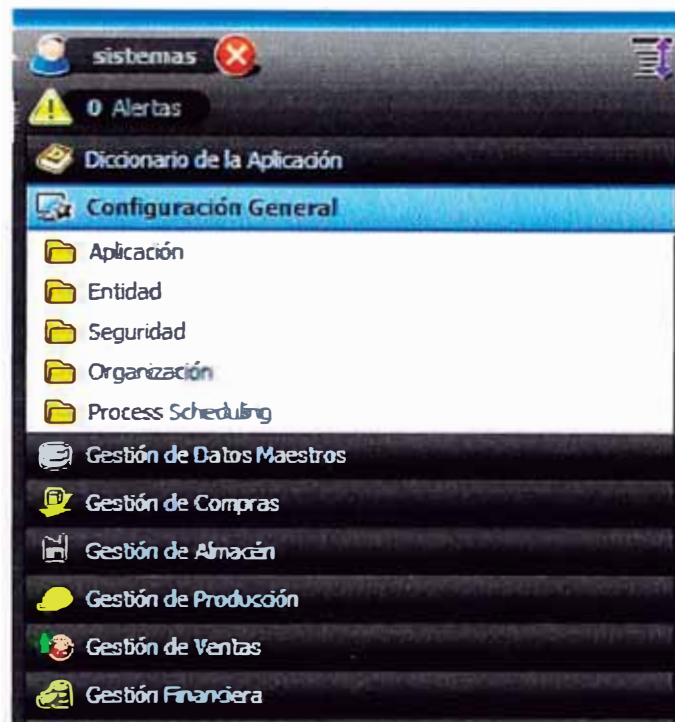 sistemas
0 Alertas
Diccionario de la Aplicación
Configuración General
Aplicación
Entidad
Seguridad
Organización
Process Scheduling
Gestión de Datos Maestros
Gestión de Compras
Gestión de Almacén
Gestión de Producción
Gestión de Ventas
Gestión Financiera